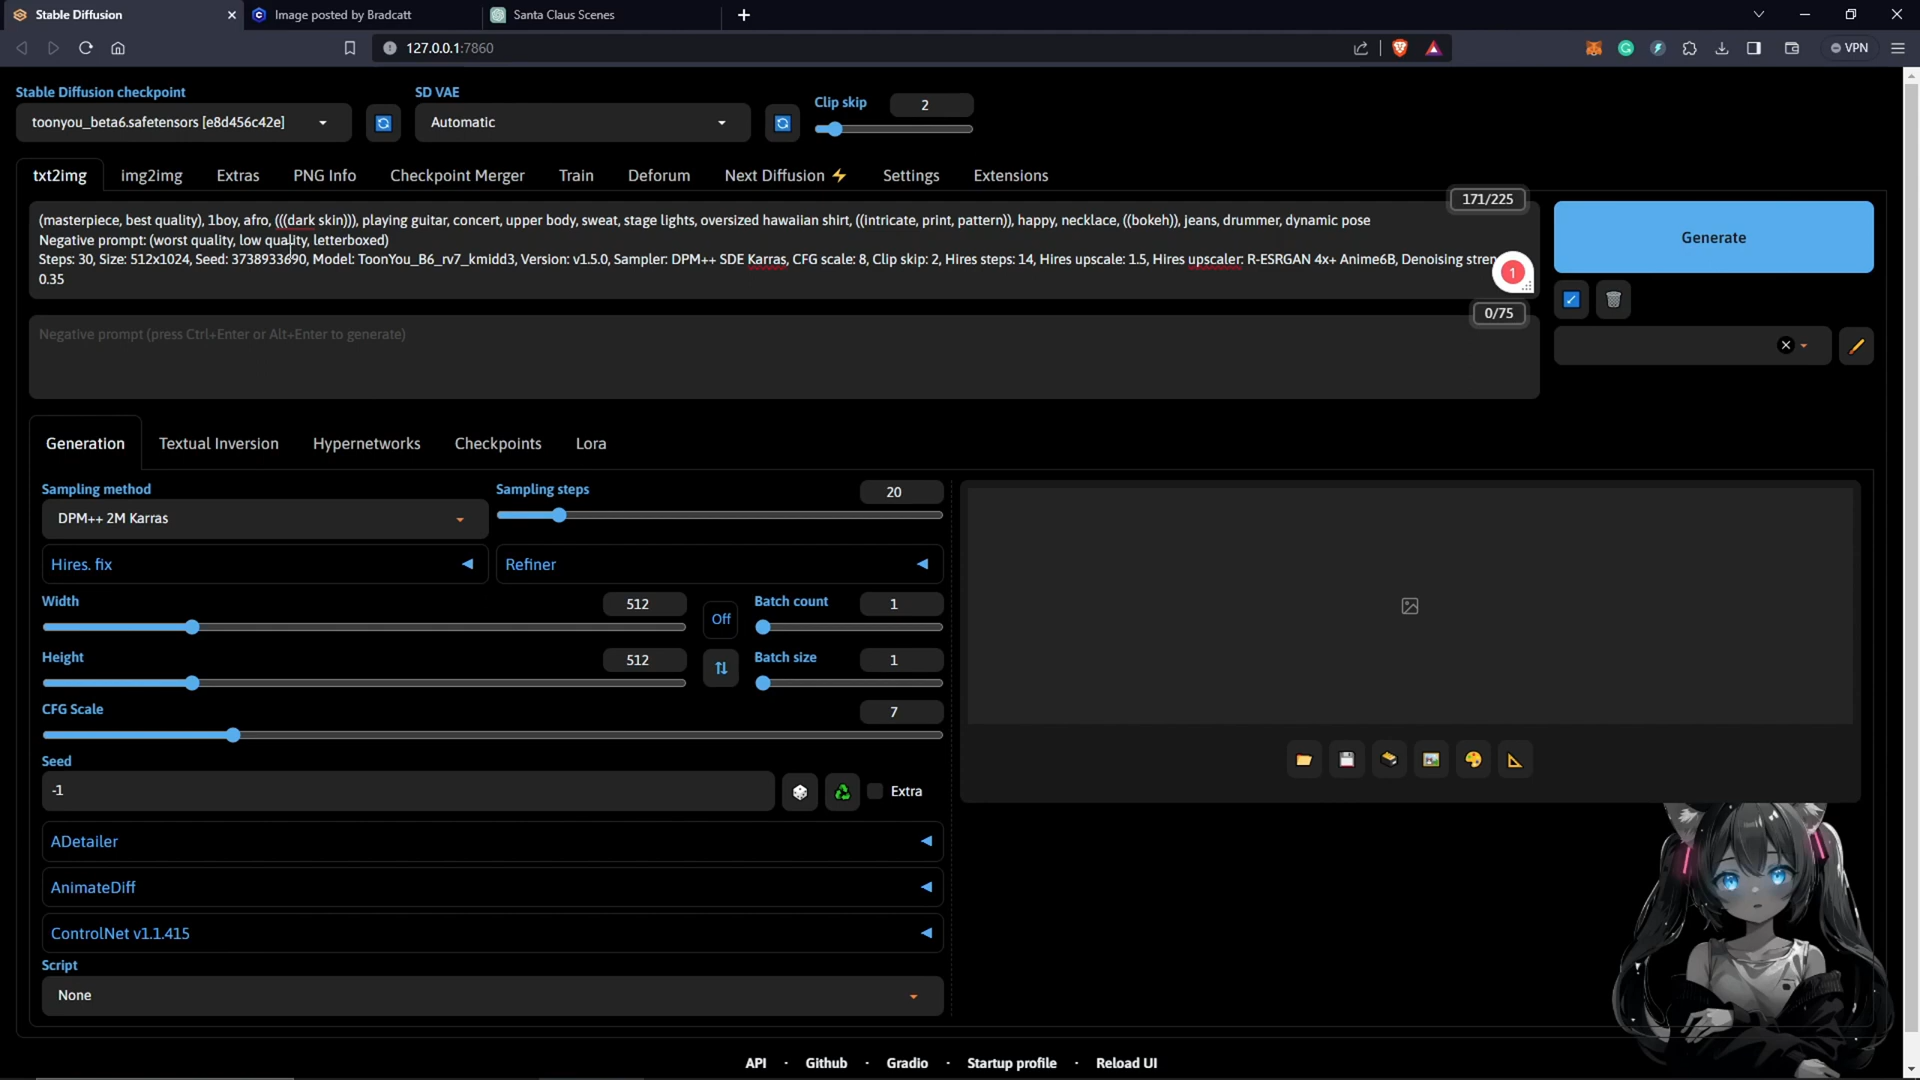 Stable Diffusion
Image posted by Bradcatt
Santa Claus Scenes
127.0.0.1:7860
VPN
Stable Diffusion checkpoint
SD VAE
Clip skip
2
toonyou_beta6.safetensors [e8d456c42e]
Automatic
txt2img
img2img
Extras
PNG Info
Checkpoint Merger
Train
Deforum
Next Diffusion ⚡
Settings
Extensions
171/225
(masterpiece, best quality), 1boy, afro, (((dark skin))), playing guitar, concert, upper body, sweat, stage lights, oversized hawaiian shirt, ((intricate, print, pattern)), happy, necklace, ((bokeh)), jeans, drummer, dynamic pose
Negative prompt: (worst quality, low quality, letterboxed)
Steps: 30, Size: 512x1024, Seed: 3738933690, Model: ToonYou_B6_rv7_kmidd3, Version: v1.5.0, Sampler: DPM++ SDE Karras, CFG scale: 8, Clip skip: 2, Hires steps: 14, Hires upscale: 1.5, Hires upscaler: R-ESRGAN 4x+ Anime6B, Denoising stren
0.35
1
Generate
0/75
Negative prompt (press Ctrl+Enter or Alt+Enter to generate)
Generation
Textual Inversion
Hypernetworks
Checkpoints
Lora
Sampling method
Sampling steps
20
DPM++ 2M Karras
Hires. fix
Refiner
Width
512
Off
Batch count
1
Height
512
Batch size
1
CFG Scale
7
Seed
-1
Extra
ADetailer
AnimateDiff
ControlNet v1.1.415
Script
None
API · Github · Gradio · Startup profile · Reload UI